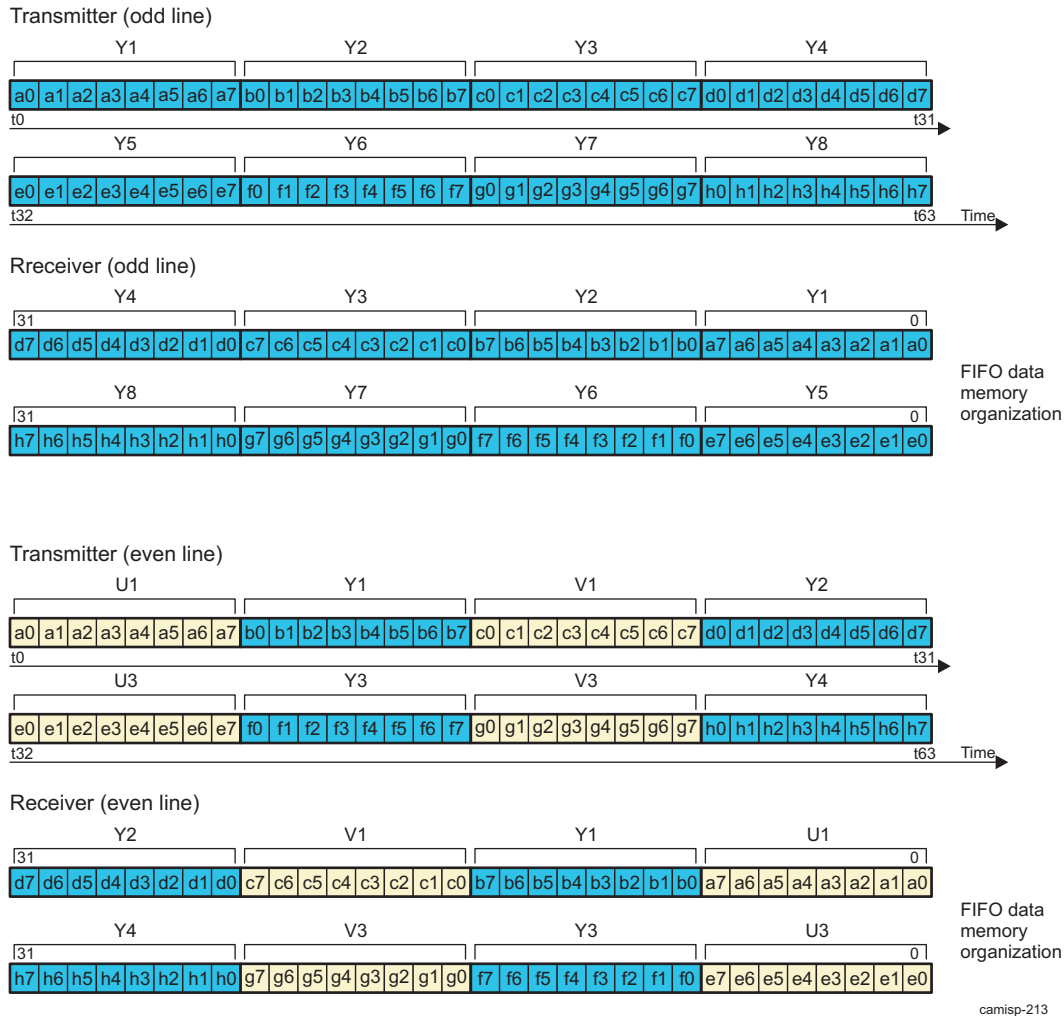 Transmitter (odd line)
Y1 Y2 Y3 Y4
a0 a1 a2 a3 a4 a5 a6 a7 b0 b1 b2 b3 b4 b5 b6 b7 c0 c1 c2 c3 c4 c5 c6 c7 d0 d1 d2 d3 d4 d5 d6 d7
t0 t31
Y5 Y6 Y7 Y8
e0 e1 e2 e3 e4 e5 e6 e7 f0 f1 f2 f3 f4 f5 f6 f7 g0 g1 g2 g3 g4 g5 g6 g7 h0 h1 h2 h3 h4 h5 h6 h7
t32 t63 Time
Rreceiver (odd line)
Y4 Y3 Y2 Y1
31 0
d7 d6 d5 d4 d3 d2 d1 d0 c7 c6 c5 c4 c3 c2 c1 c0 b7 b6 b5 b4 b3 b2 b1 b0 a7 a6 a5 a4 a3 a2 a1 a0
FIFO data
memory
organization
Y8 Y7 Y6 Y5
31 0
h7 h6 h5 h4 h3 h2 h1 h0 g7 g6 g5 g4 g3 g2 g1 g0 f7 f6 f5 f4 f3 f2 f1 f0 e7 e6 e5 e4 e3 e2 e1 e0
Transmitter (even line)
U1 Y1 V1 Y2
a0 a1 a2 a3 a4 a5 a6 a7 b0 b1 b2 b3 b4 b5 b6 b7 c0 c1 c2 c3 c4 c5 c6 c7 d0 d1 d2 d3 d4 d5 d6 d7
t0 t31
U3 Y3 V3 Y4
e0 e1 e2 e3 e4 e5 e6 e7 f0 f1 f2 f3 f4 f5 f6 f7 g0 g1 g2 g3 g4 g5 g6 g7 h0 h1 h2 h3 h4 h5 h6 h7
t32 t63 Time
Receiver (even line)
Y2 V1 Y1 U1
31 0
d7 d6 d5 d4 d3 d2 d1 d0 c7 c6 c5 c4 c3 c2 c1 c0 b7 b6 b5 b4 b3 b2 b1 b0 a7 a6 a5 a4 a3 a2 a1 a0
FIFO data
memory
organization
Y4 V3 Y3 U3
31 0
h7 h6 h5 h4 h3 h2 h1 h0 g7 g6 g5 g4 g3 g2 g1 g0 f7 f6 f5 f4 f3 f2 f1 f0 e7 e6 e5 e4 e3 e2 e1 e0
camisp-213